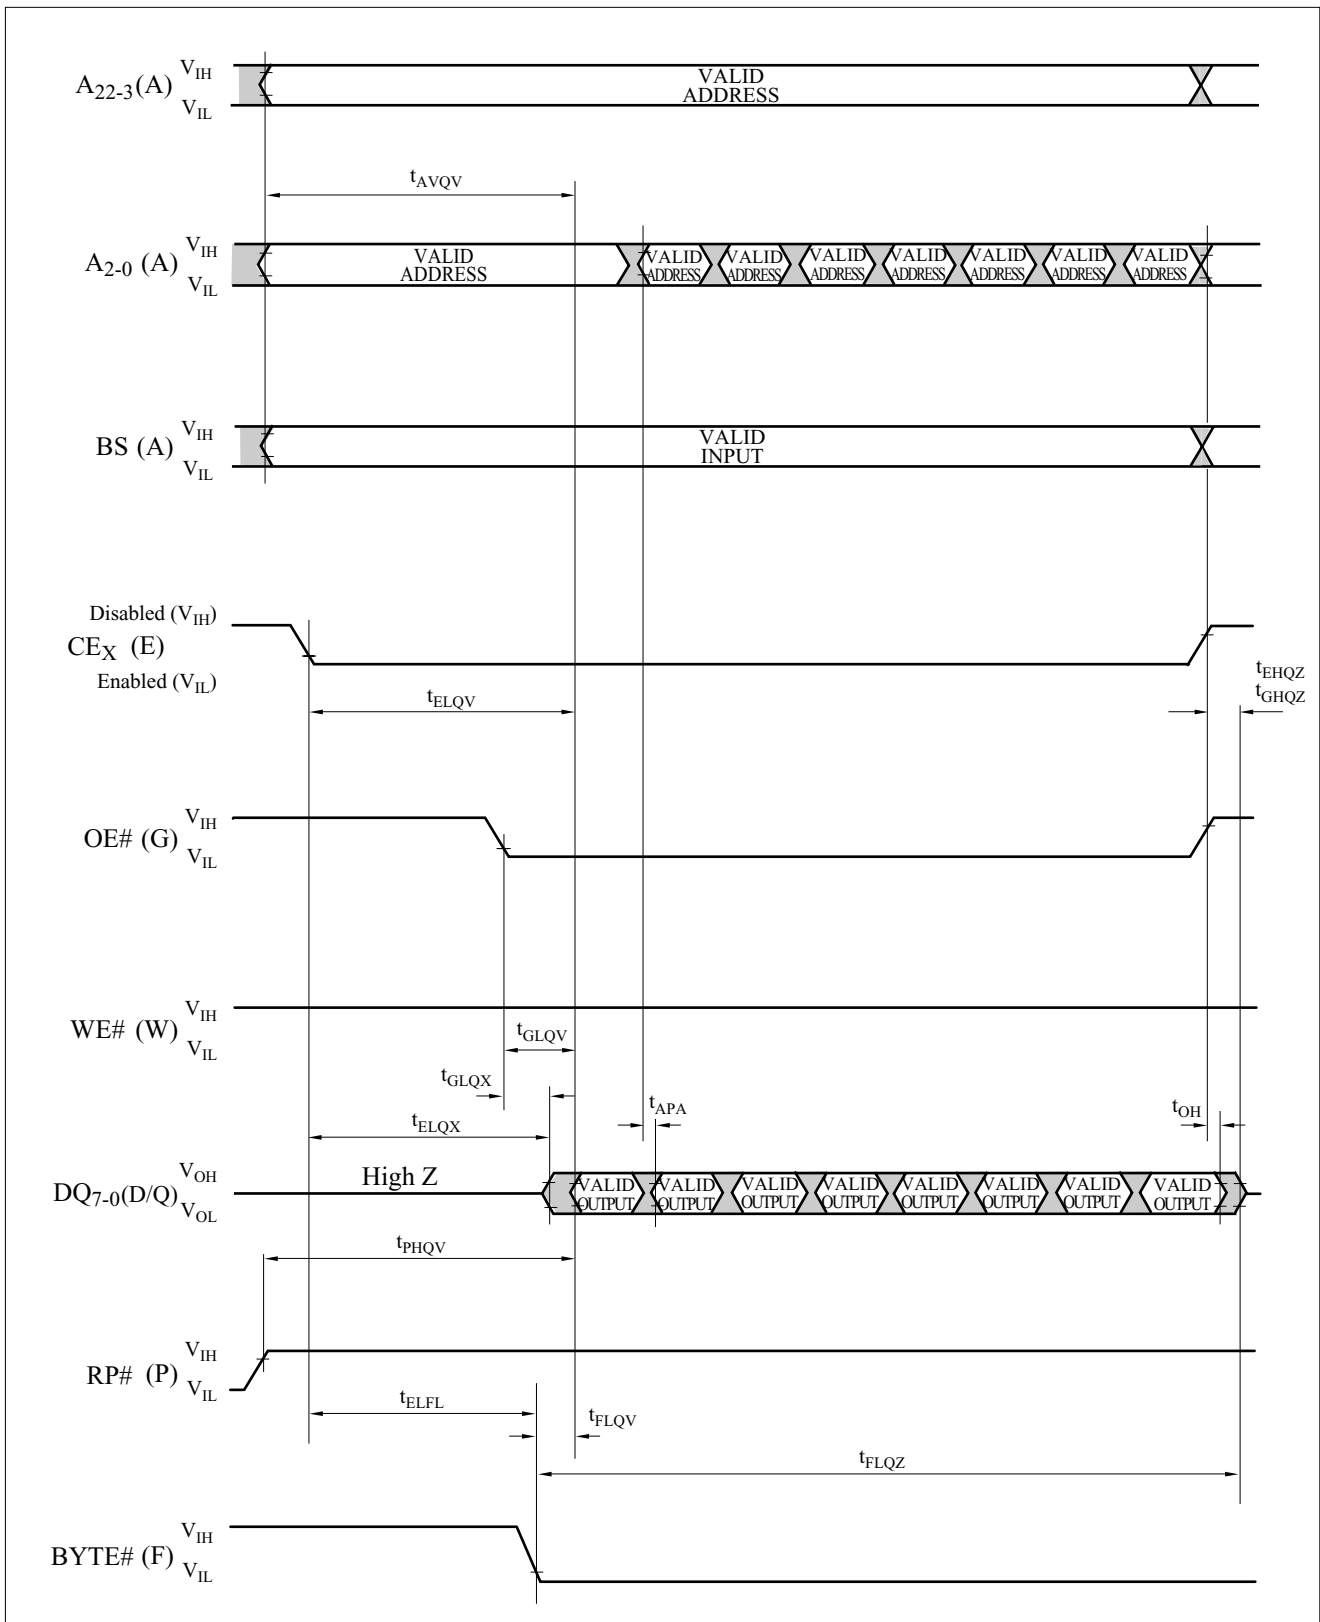 A22-3(A) VIH
VALID
ADDRESS
VIL
tAVQV
A2-0 (A) VIH
VALID
ADDRESS
VALID VALID VALID VALID VALID VALID VALID
ADDRESS ADDRESS ADDRESS ADDRESS ADDRESS ADDRESS ADDRESS
VIL
BS (A) VIH
VALID
INPUT
VIL
Disabled (VIH)
CEX (E)
Enabled (VIL)
tELQV
tEHQZ
tGHQZ
OE# (G) VIH
VIL
WE# (W) VIH
VIL
tGLQV
tGLQX
tAPA
tOH
tELQX
DQ7-0(D/Q) VOH
VOL
High Z
VALID VALID VALID VALID VALID VALID VALID VALID
OUTPUT OUTPUT OUTPUT OUTPUT OUTPUT OUTPUT OUTPUT OUTPUT
tPHQV
RP# (P) VIH
VIL
tELFL
tFLQV
tFLQZ
BYTE# (F) VIH
VIL